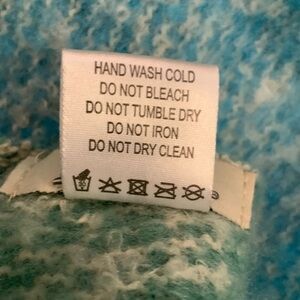 HAND WASH COLD
DO NOT BLEACH
DO NOT TUMBLE DRY
DO NOT IRON
DO NOT DRY CLEAN